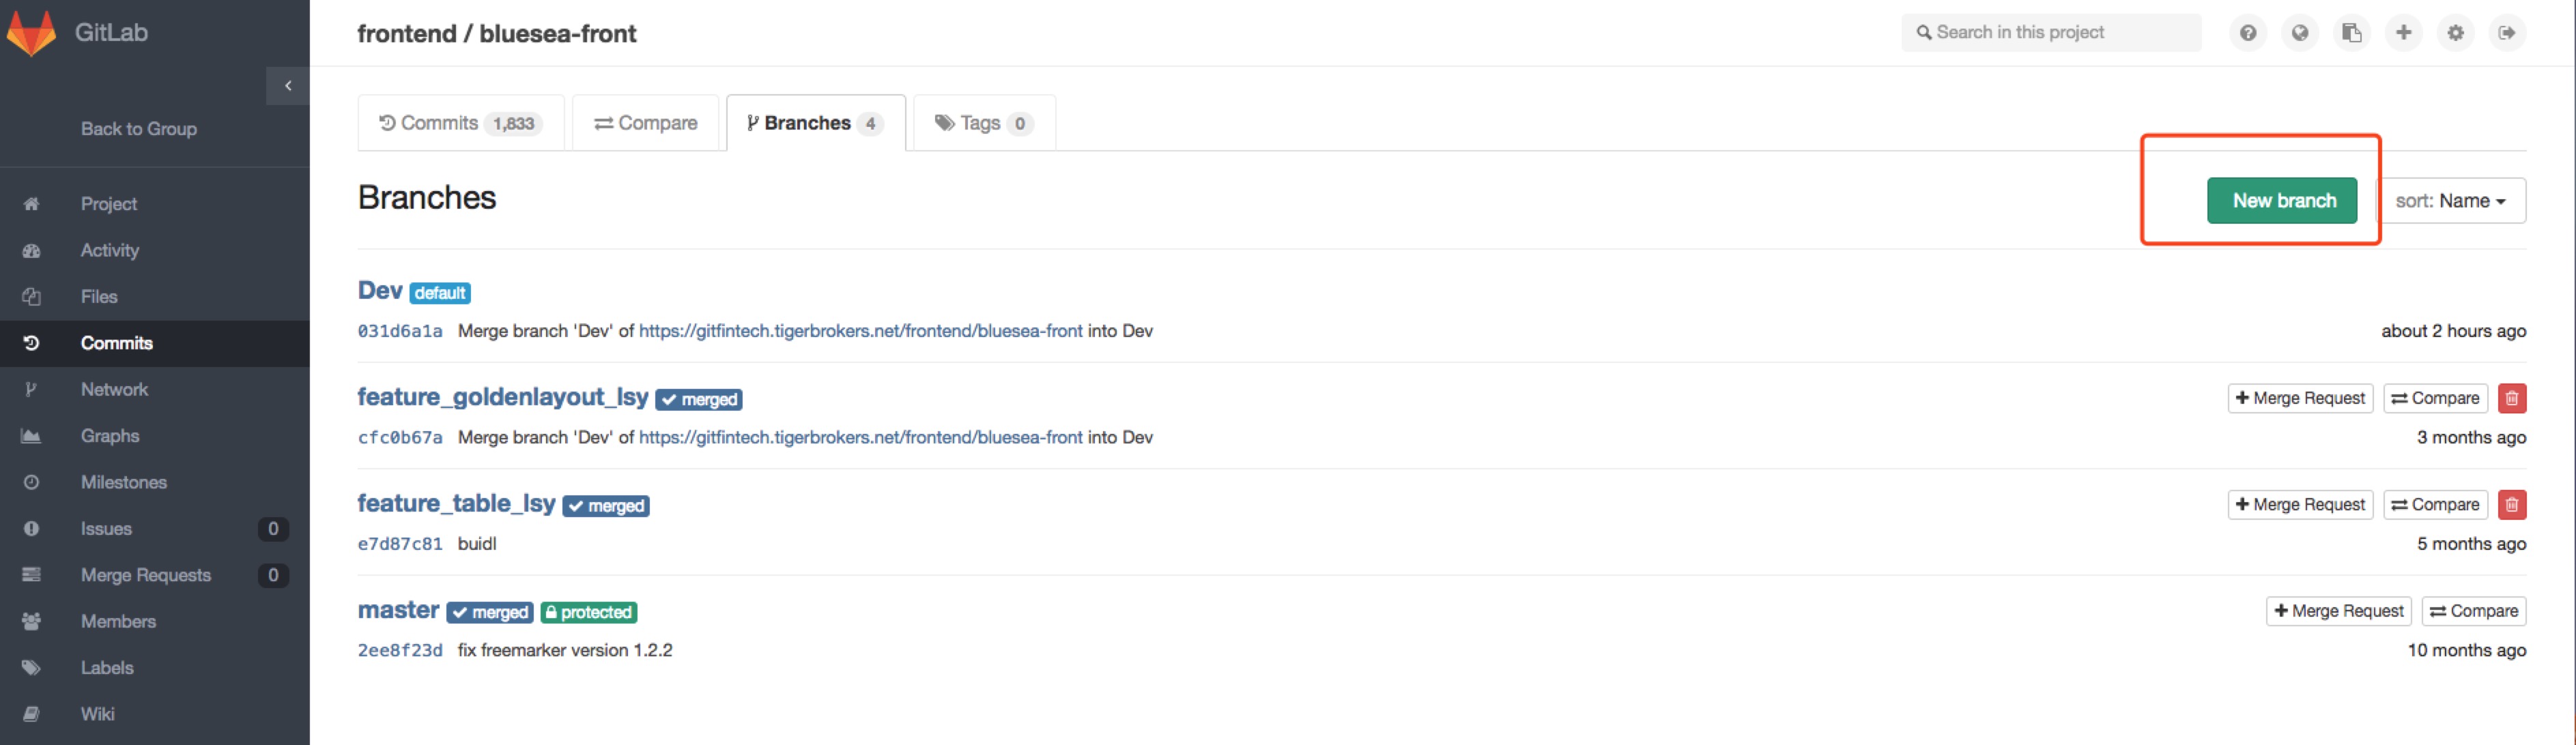 GitLab
frontend / bluesea-front
Search in this project
Back to Group
Commits 1,833
Compare
Branches 4
Tags 0
Branches
New branch
sort: Name
Project
Activity
Files
Commits
Network
Graphs
Milestones
Issues 0
Merge Requests 0
Members
Labels
Wiki
Dev default
031d6a1a Merge branch 'Dev' of https://gitfintech.tigerbrokers.net/frontend/bluesea-front into Dev
about 2 hours ago
feature_goldenlayout_lsy merged
Merge Request Compare
cfc0b67a Merge branch 'Dev' of https://gitfintech.tigerbrokers.net/frontend/bluesea-front into Dev
3 months ago
feature_table_lsy merged
Merge Request Compare
e7d87c81 buidl
5 months ago
master merged protected
Merge Request Compare
2ee8f23d fix freemarker version 1.2.2
10 months ago